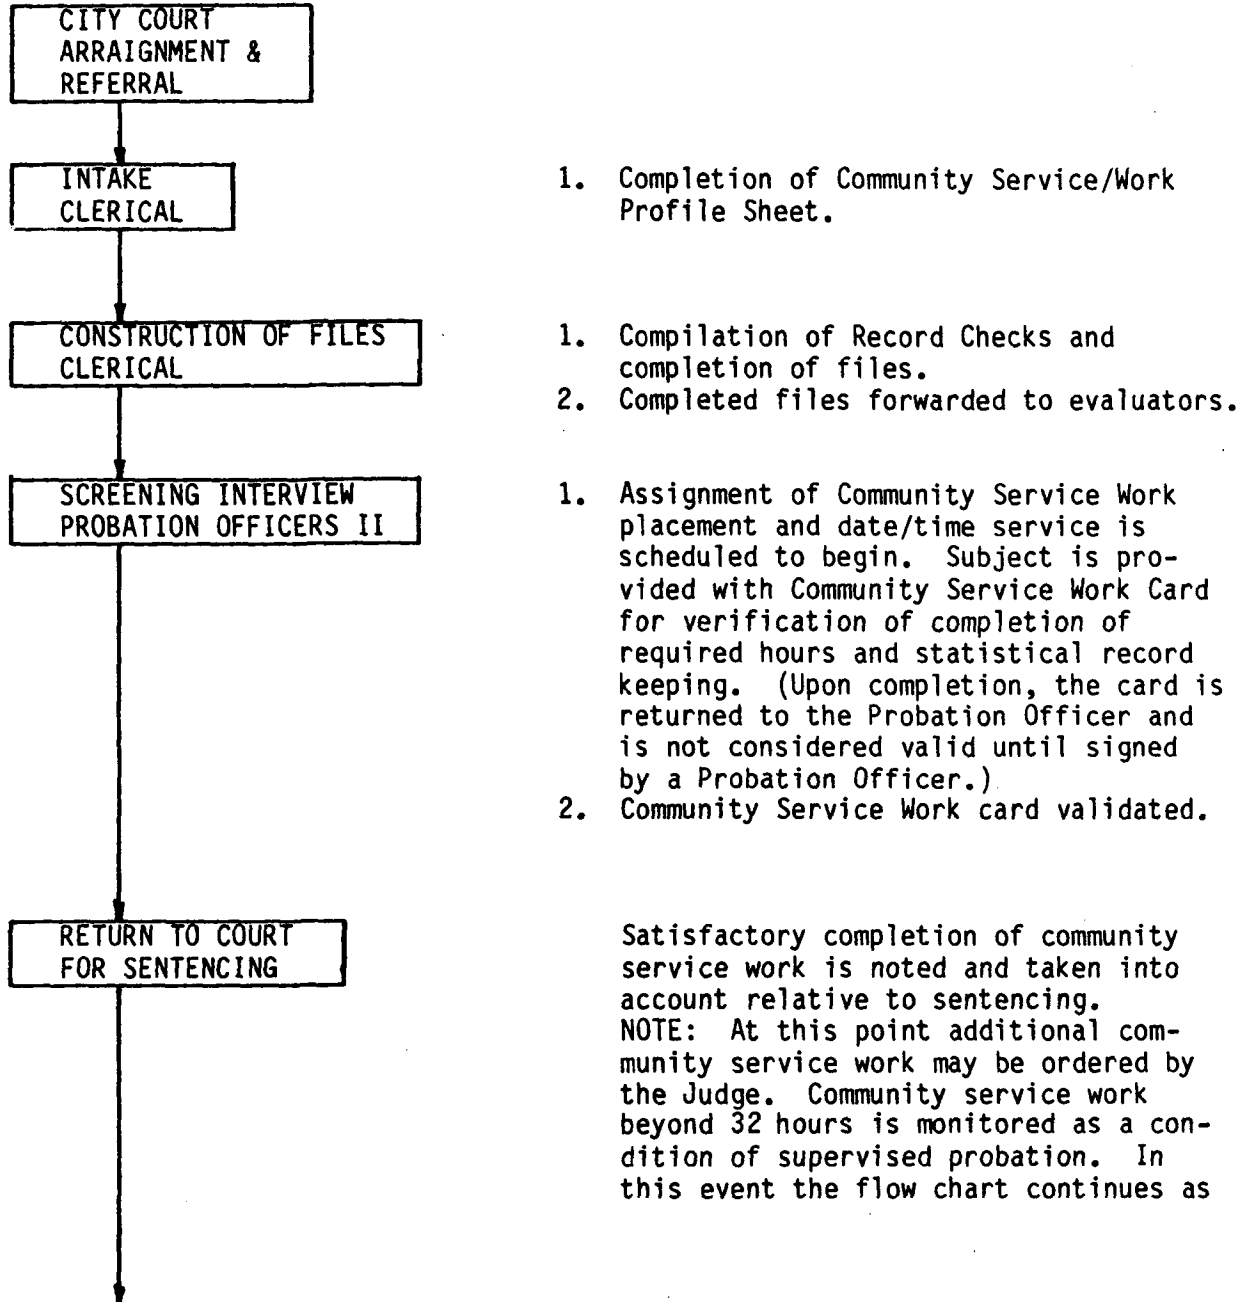 CITY COURT
ARRAIGNMENT &
REFERRAL
INTAKE
CLERICAL
1. Completion of Community Service/Work
Profile Sheet.
CONSTRUCTION OF FILES
CLERICAL
1. Compilation of Record Checks and
completion of files.
2. Completed files forwarded to evaluators.
SCREENING INTERVIEW
PROBATION OFFICERS II
1. Assignment of Community Service Work
placement and date/time service is
scheduled to begin. Subject is pro-
vided with Community Service Work Card
for verification of completion of
required hours and statistical record
keeping. (Upon completion, the card is
returned to the Probation Officer and
is not considered valid until signed
by a Probation Officer.)
2. Community Service Work card validated.
RETURN TO COURT
FOR SENTENCING
Satisfactory completion of community
service work is noted and taken into
account relative to sentencing.
NOTE: At this point additional com-
munity service work may be ordered by
the Judge. Community service work
beyond 32 hours is monitored as a con-
dition of supervised probation. In
this event the flow chart continues as